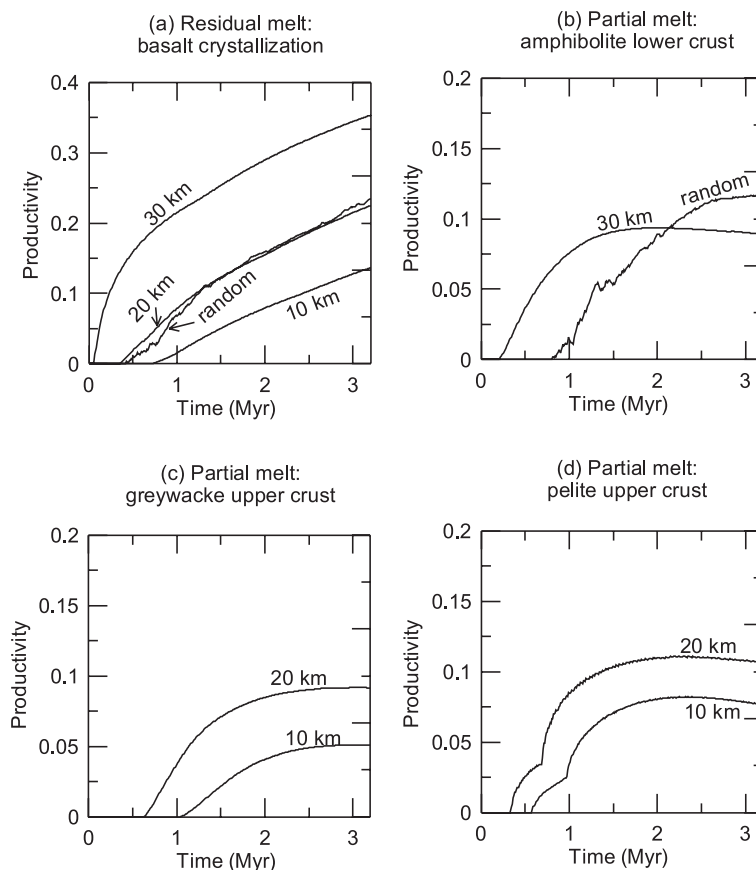 (a) Residual melt:
basalt crystallization
0.4
0.3
0.2
0.1
0
Productivity
30 km
20 km
random
10 km
0 1 2 3
Time (Myr)
(b) Partial melt:
amphibolite lower crust
0.2
0.15
0.1
0.05
0
Productivity
30 km
random
0 1 2 3
Time (Myr)
(c) Partial melt:
greywacke upper crust
0.2
0.15
0.1
0.05
0
Productivity
20 km
10 km
0 1 2 3
Time (Myr)
(d) Partial melt:
pelite upper crust
0.2
0.15
0.1
0.05
0
Productivity
20 km
10 km
0 1 2 3
Time (Myr)